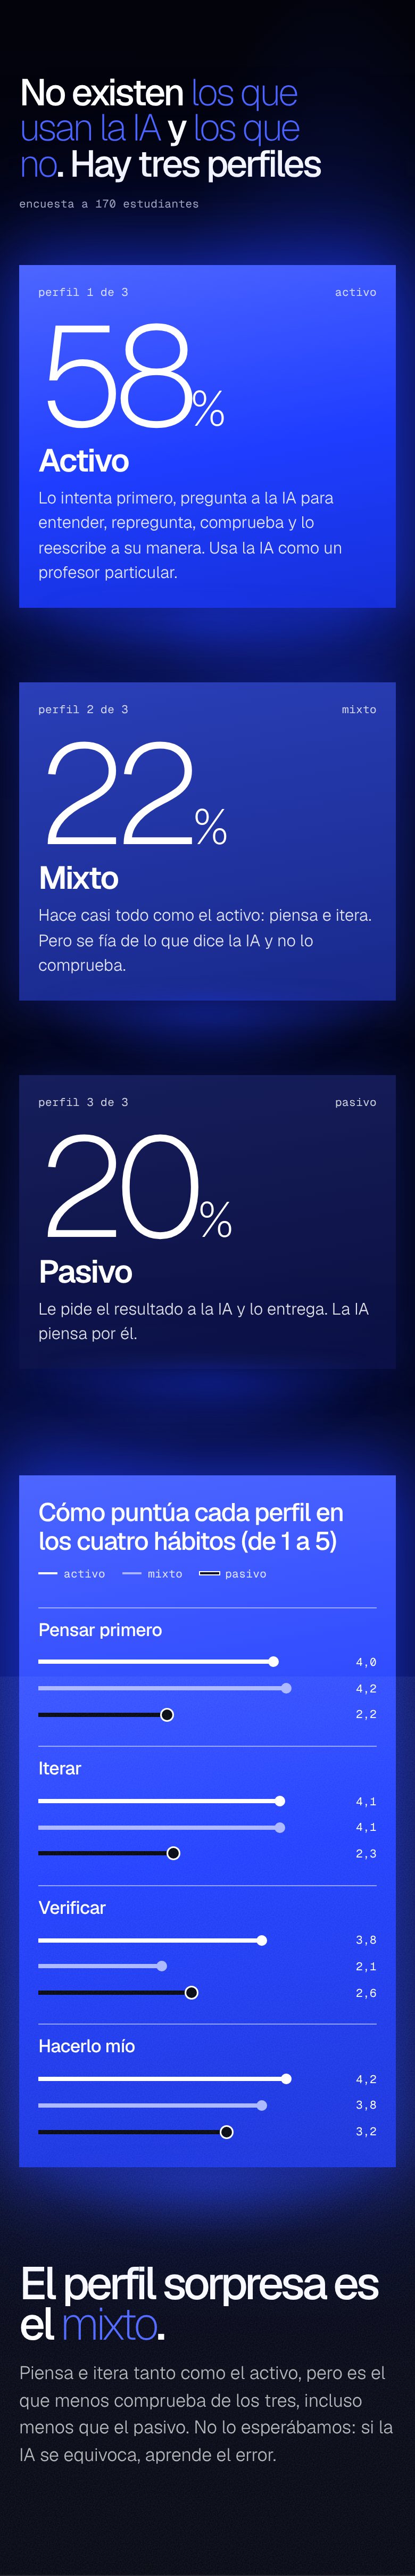 No existen los que
usan la IA y los que
no. Hay tres perfiles
encuesta a 170 estudiantes
perfil 1 de 3 activo
58%
Activo
Lo intenta primero, pregunta a la IA para
entender, repregunta, comprueba y lo
reescribe a su manera. Usa la IA como un
profesor particular.
perfil 2 de 3 mixto
22%
Mixto
Hace casi todo como el activo: piensa e itera.
Pero se fía de lo que dice la IA y no lo
comprueba.
perfil 3 de 3 pasivo
20%
Pasivo
Le pide el resultado a la IA y lo entrega. La IA
piensa por él.
Cómo puntúa cada perfil en
los cuatro hábitos (de 1 a 5)
activo mixto pasivo
Pensar primero
4,0
4,2
2,2
Iterar
4,1
4,1
2,3
Verificar
3,8
2,1
2,6
Hacerlo mío
4,2
3,8
3,2
El perfil sorpresa es
el mixto.
Piensa e itera tanto como el activo, pero es el
que menos comprueba de los tres, incluso
menos que el pasivo. No lo esperábamos: si la
IA se equivoca, aprende el error.